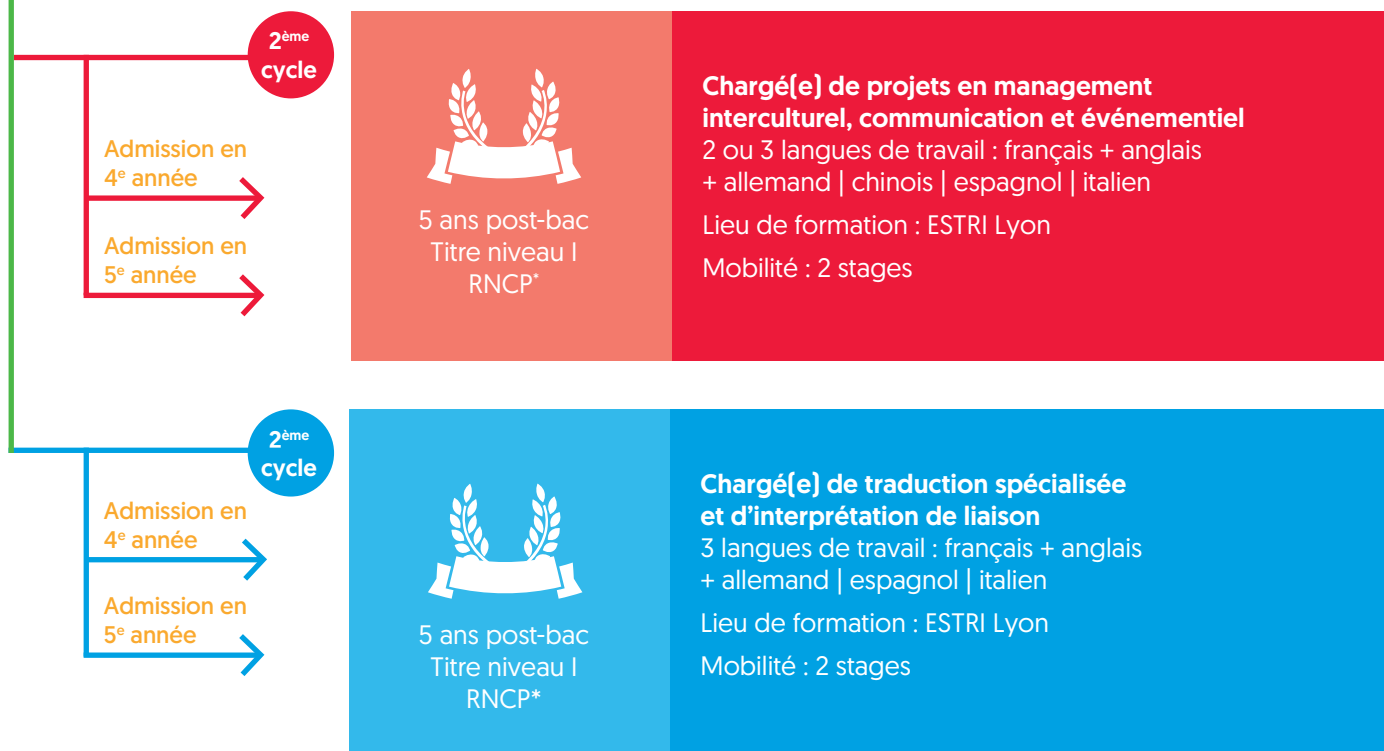 2ème
cycle
Admission en
4e année
Admission en
5e année
5 ans post-bac
Titre niveau I
RNCP*
Chargé(e) de projets en management
interculturel, communication et événementiel
2 ou 3 langues de travail : français + anglais
+ allemand | chinois | espagnol | italien
Lieu de formation : ESTRI Lyon
Mobilité : 2 stages
2ème
cycle
Admission en
4e année
Admission en
5e année
5 ans post-bac
Titre niveau I
RNCP*
Chargé(e) de traduction spécialisée
et d’interprétation de liaison
3 langues de travail : français + anglais
+ allemand | espagnol | italien
Lieu de formation : ESTRI Lyon
Mobilité : 2 stages